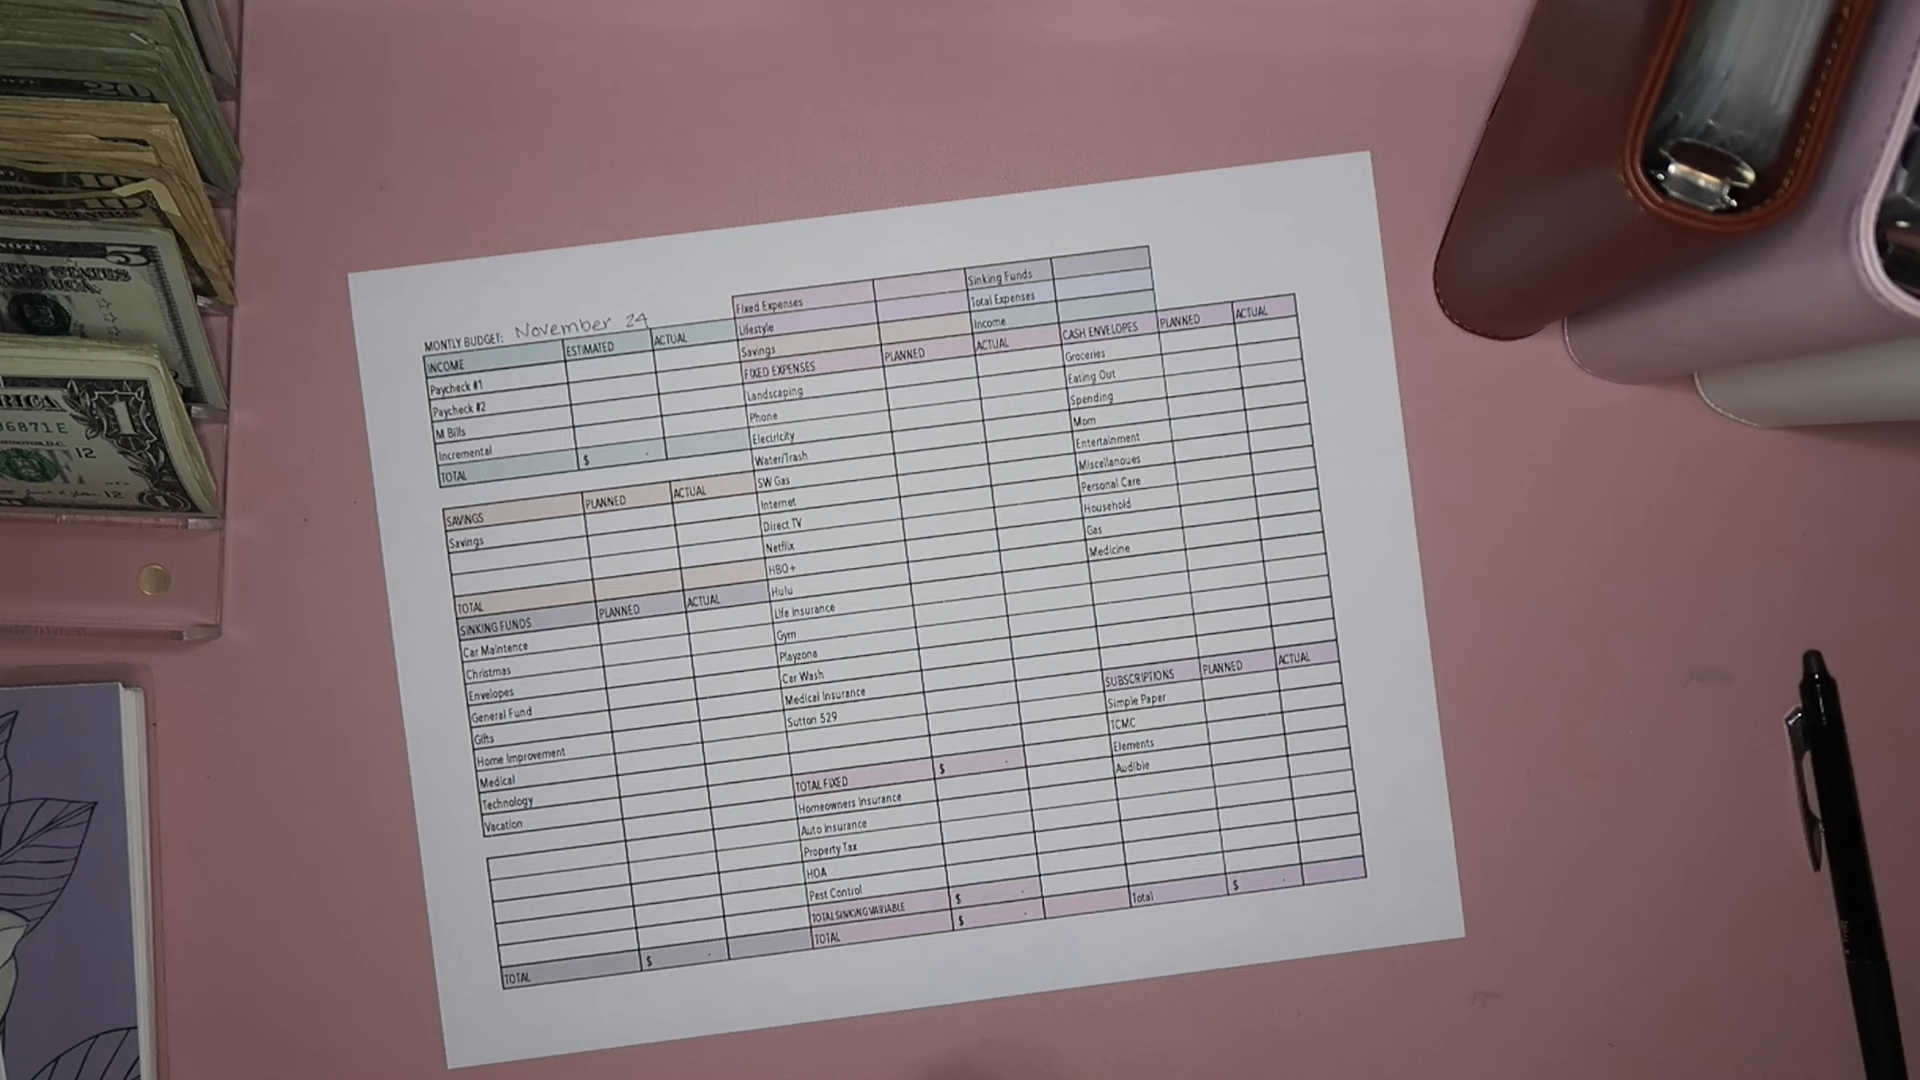 MONTLY BUDGET: November 24
INCOME ESTIMATED ACTUAL
Paycheck #1
Paycheck #2
M Bills
Incremental
TOTAL $ -
SAVINGS PLANNED ACTUAL
Savings
TOTAL
SINKING FUNDS PLANNED ACTUAL
Car Maintence
Christmas
Envelopes
General Fund
Gifts
Home Improvement
Medical
Technology
Vacation
TOTAL $ -
Fixed Expenses
Lifestyle
Savings
Sinking Funds
Total Expenses
Income
FIXED EXPENSES PLANNED ACTUAL
Landscaping
Phone
Electricity
Water/Trash
SW Gas
Internet
Direct TV
Netflix
HBO+
Hulu
Life Insurance
Gym
Playzona
Car Wash
Medical Insurance
Sutton 529
TOTAL FIXED $ -
Homeowners Insurance
Auto Insurance
Property Tax
HOA
Pest Control
TOTAL SINKING VARIABLE $ -
TOTAL $ -
CASH ENVELOPES PLANNED ACTUAL
Groceries
Eating Out
Spending
Mom
Entertainment
Miscellanoues
Personal Care
Household
Gas
Medicine
SUBSCRIPTIONS PLANNED ACTUAL
Simple Paper
TCMC
Elements
Audible
Total $ -
5
1
12
12